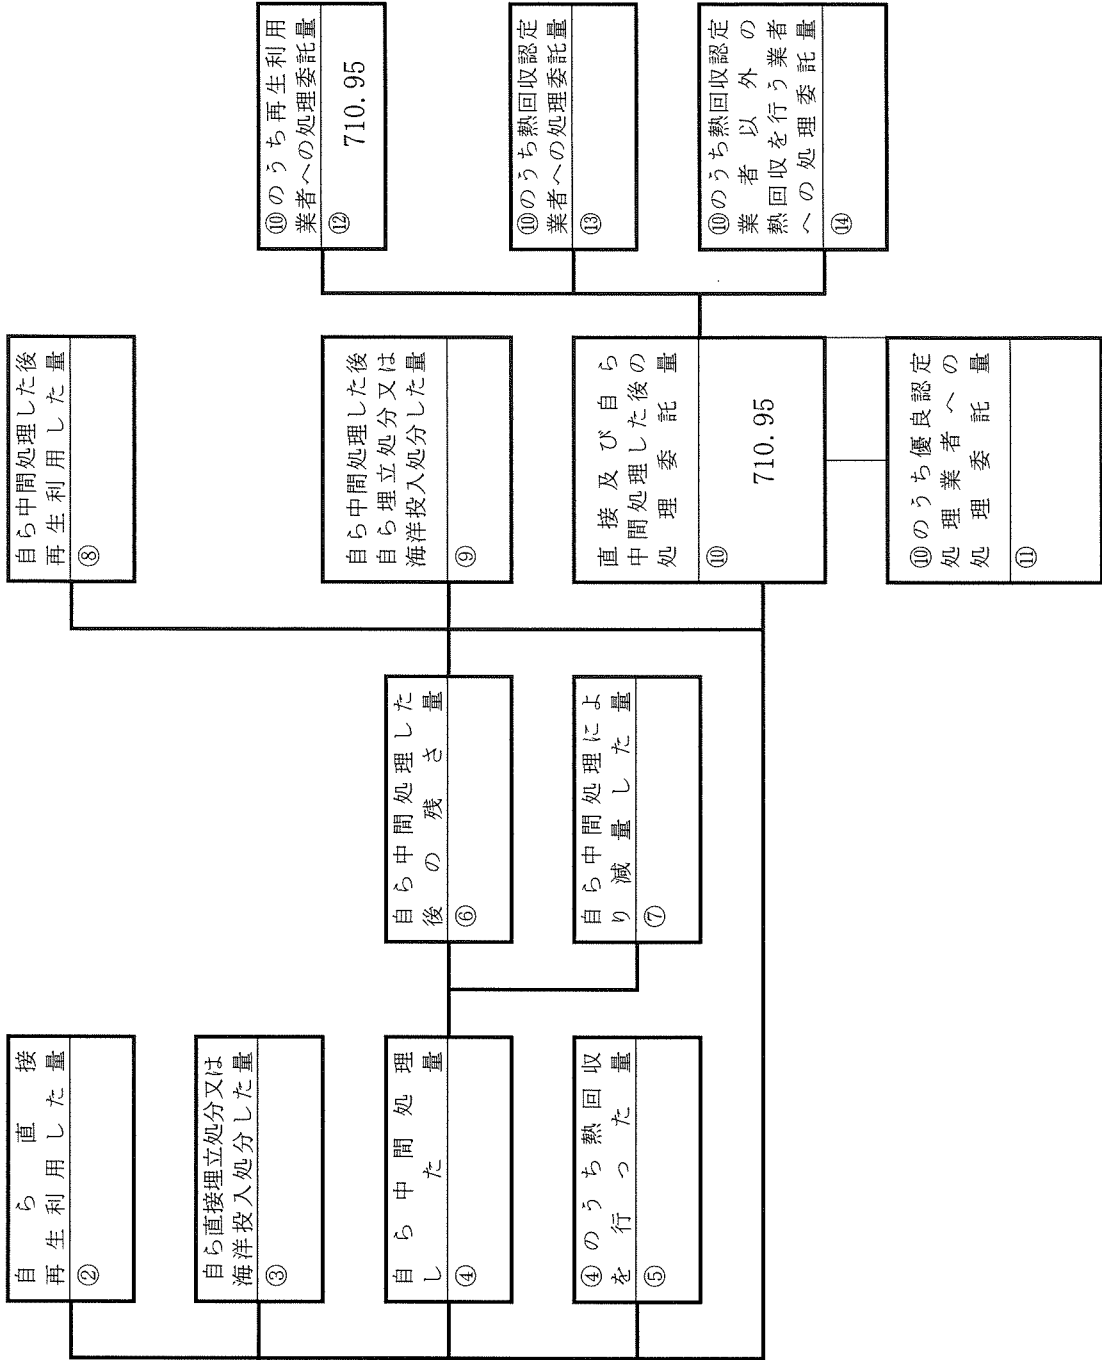 自ら直接
再生利用した量
②
自ら直接埋立処分又は
海洋投入処分した量
③
自ら中間処理
した量
④
④のうち熱回収
を行った量
⑤
自ら中間処理した
後の残さ量
⑥
自ら中間処理によ
り減量した量
⑦
自ら中間処理した後
再生利用した量
⑧
自ら中間処理した後
自ら埋立処分又は
海洋投入処分した量
⑨
直接及び自ら
中間処理した後の
処理委託量
⑩
710.95
⑩のうち優良認定
処理業者への
処理委託量
⑪
⑩のうち再生利用
業者への処理委託量
⑫
710.95
⑩のうち熱回収認定
業者への処理委託量
⑬
⑩のうち熱回収認定
業者以外の
熱回収を行う業者
への処理委託量
⑭